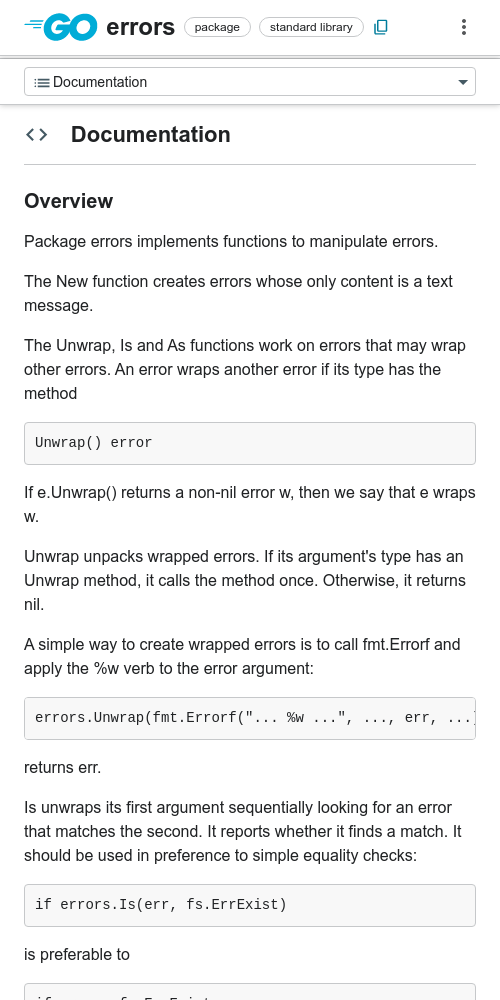 GO errors package standard library
Documentation
Documentation
Overview
Package errors implements functions to manipulate errors.
The New function creates errors whose only content is a text
message.
The Unwrap, Is and As functions work on errors that may wrap
other errors. An error wraps another error if its type has the
method
Unwrap() error
If e.Unwrap() returns a non-nil error w, then we say that e wraps
w.
Unwrap unpacks wrapped errors. If its argument's type has an
Unwrap method, it calls the method once. Otherwise, it returns
nil.
A simple way to create wrapped errors is to call fmt.Errorf and
apply the %w verb to the error argument:
errors.Unwrap(fmt.Errorf("... %w ...", ..., err, ...
returns err.
Is unwraps its first argument sequentially looking for an error
that matches the second. It reports whether it finds a match. It
should be used in preference to simple equality checks:
if errors.Is(err, fs.ErrExist)
is preferable to